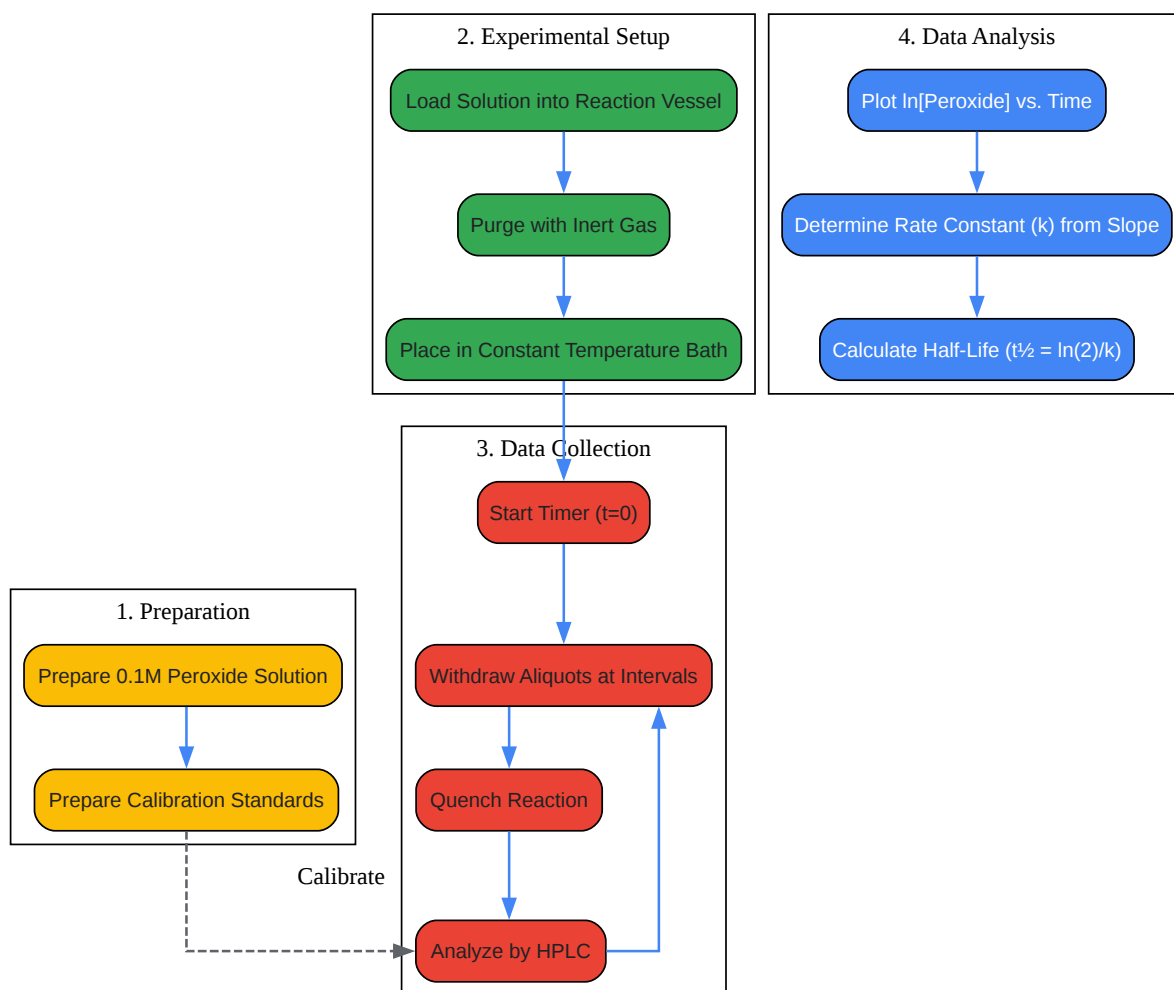 2. Experimental Setup
Load Solution into Reaction Vessel
Purge with Inert Gas
Place in Constant Temperature Bath
4. Data Analysis
Plot ln[Peroxide] vs. Time
Determine Rate Constant (k) from Slope
Calculate Half-Life (t½ = ln(2)/k)
3. Data Collection
Start Timer (t=0)
Withdraw Aliquots at Intervals
Quench Reaction
Analyze by HPLC
1. Preparation
Prepare 0.1M Peroxide Solution
Prepare Calibration Standards
Calibrate